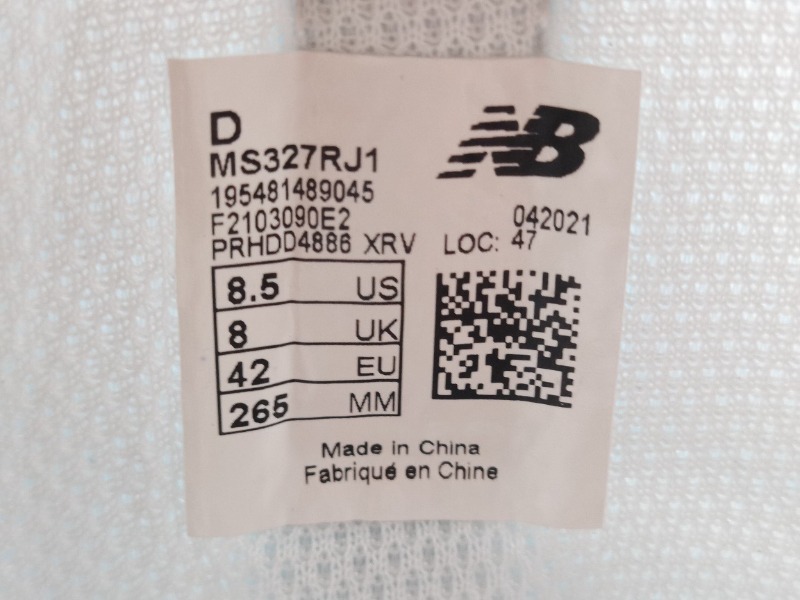 D
NB
MS327RJ1
195481489045
F2103090E2 042021
PRHDD4886 XRV LOC: 47
8.5 US
8 UK
42 EU
265 MM
Made in China
Fabriqué en Chine